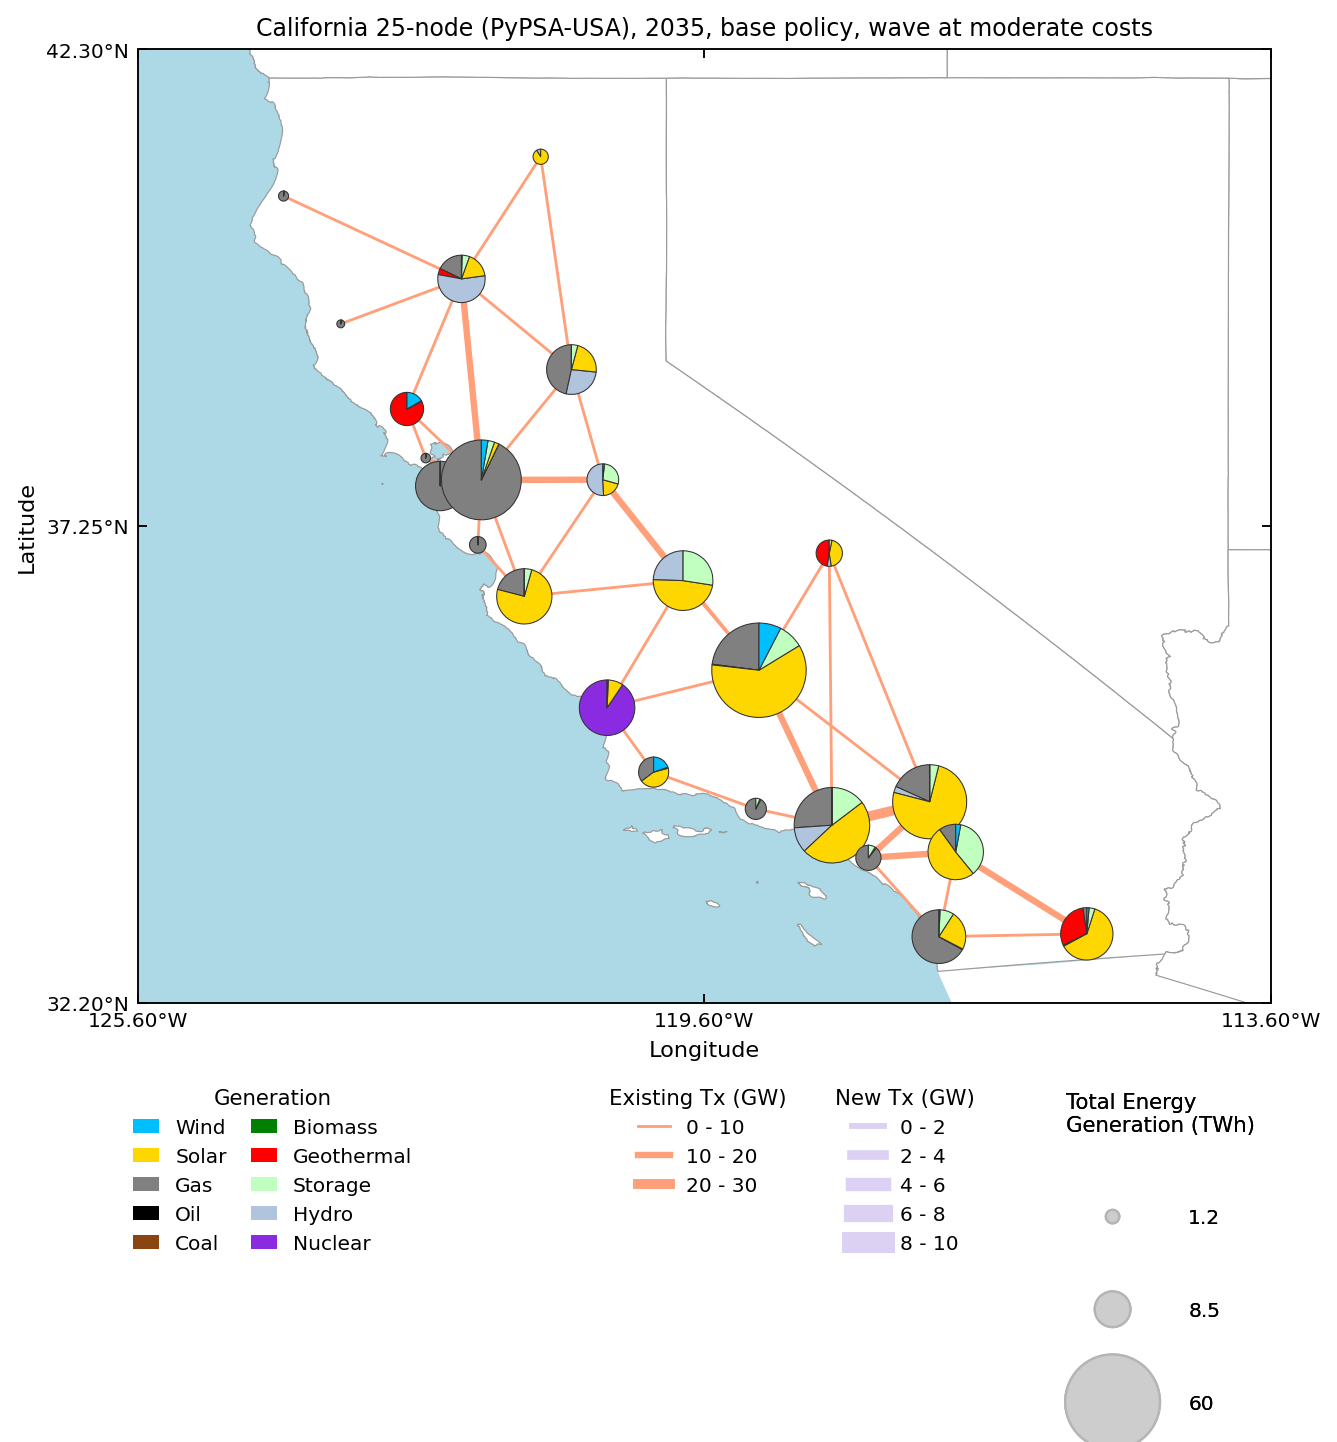 California 25-node (PyPSA-USA), 2035, base policy, wave at moderate costs
42.30°N
37.25°N
32.20°N
Latitude
125.60°W
119.60°W
113.60°W
Longitude
Generation
Wind
Solar
Gas
Oil
Coal
Biomass
Geothermal
Storage
Hydro
Nuclear
Existing Tx (GW)
0 - 10
10 - 20
20 - 30
New Tx (GW)
0 - 2
2 - 4
4 - 6
6 - 8
8 - 10
Total Energy
Generation (TWh)
1.2
8.5
60